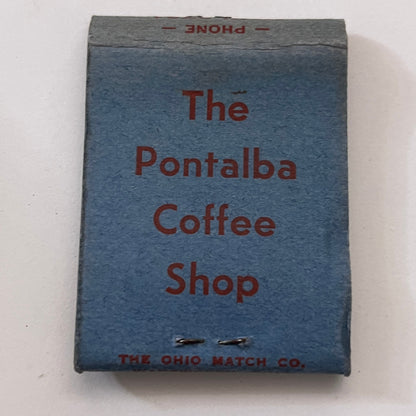 — PHONE —
The
Pontalba
Coffee
Shop
THE OHIO MATCH CO.